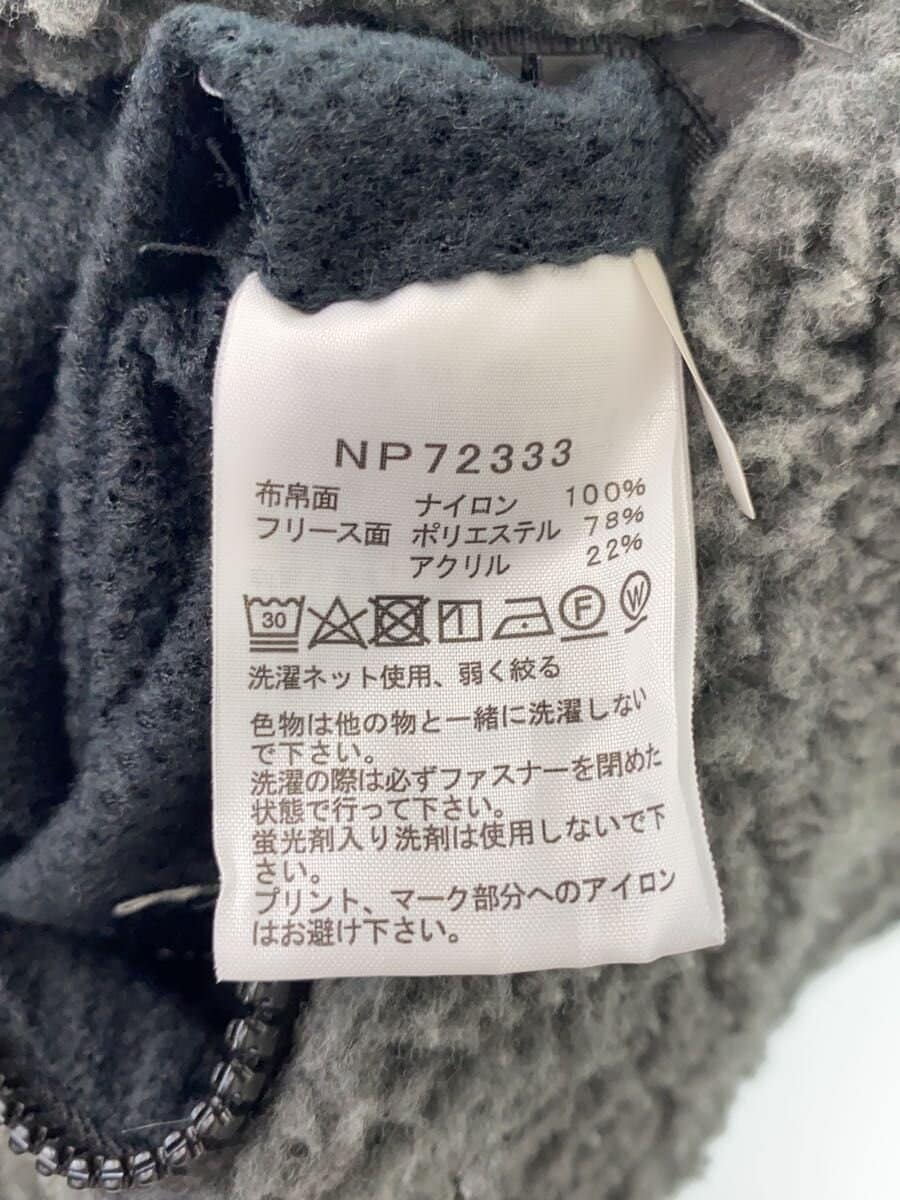 NP72333
布帛面 ナイロン 100%
フリース面 ポリエステル 78%
アクリル 22%
30 F W
洗濯ネット使用、弱く絞る
色物は他の物と一緒に洗濯しない
で下さい。
洗濯の際は必ずファスナーを閉めた
状態で行って下さい。
蛍光剤入り洗剤は使用しないで下
さい。
プリント、マーク部分へのアイロン
はお避け下さい。